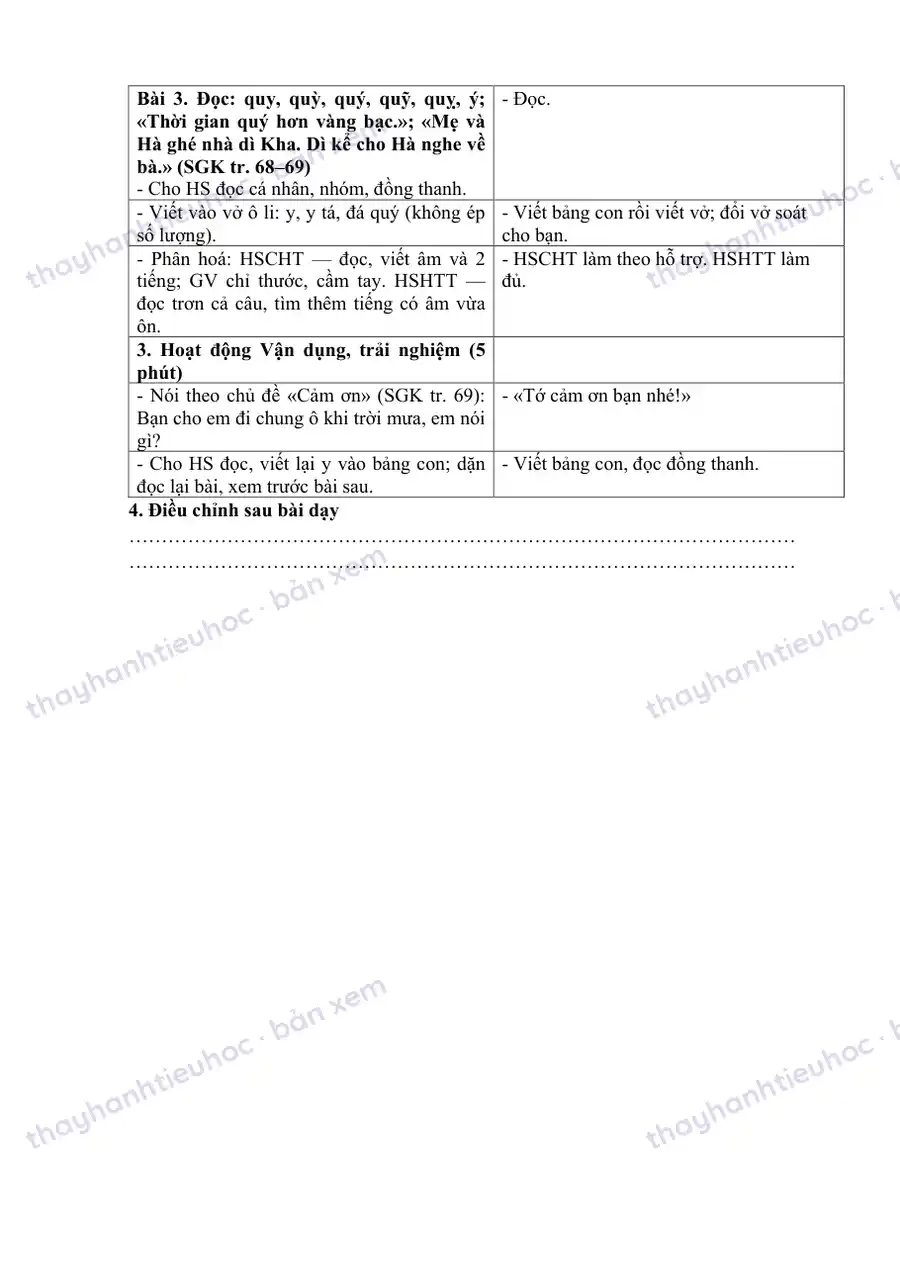 Bài 3. Đọc: quy, quỳ, quý, quỹ, quỵ, ý;
«Thời gian quý hơn vàng bạc.»; «Mẹ và
Hà ghé nhà dì Kha. Dì kể cho Hà nghe về
bà.» (SGK tr. 68–69)
- Cho HS đọc cá nhân, nhóm, đồng thanh.
- Đọc.
- Viết vào vở ô li: y, y tá, đá quý (không ép
số lượng).
- Viết bảng con rồi viết vở; đổi vở soát
cho bạn.
- Phân hoá: HSCHT — đọc, viết âm và 2
tiếng; GV chỉ thước, cầm tay. HSHTT —
đọc trơn cả câu, tìm thêm tiếng có âm vừa
ôn.
- HSCHT làm theo hỗ trợ. HSHTT làm
đủ.
3. Hoạt động Vận dụng, trải nghiệm (5
phút)
- Nói theo chủ đề «Cảm ơn» (SGK tr. 69):
Bạn cho em đi chung ô khi trời mưa, em nói
gì?
- «Tớ cảm ơn bạn nhé!»
- Cho HS đọc, viết lại y vào bảng con; dặn
đọc lại bài, xem trước bài sau.
- Viết bảng con, đọc đồng thanh.
4. Điều chỉnh sau bài dạy
…………………………………………………………………………………………
…………………………………………………………………………………………
thayhanhtieuhoc · bản xem
thayhanhtieuhoc · b
thayhanhtieuhoc · bản xem
thayhanhtieuhoc · b
thayhanhtieuhoc · bản xem
thayhanhtieuhoc · b